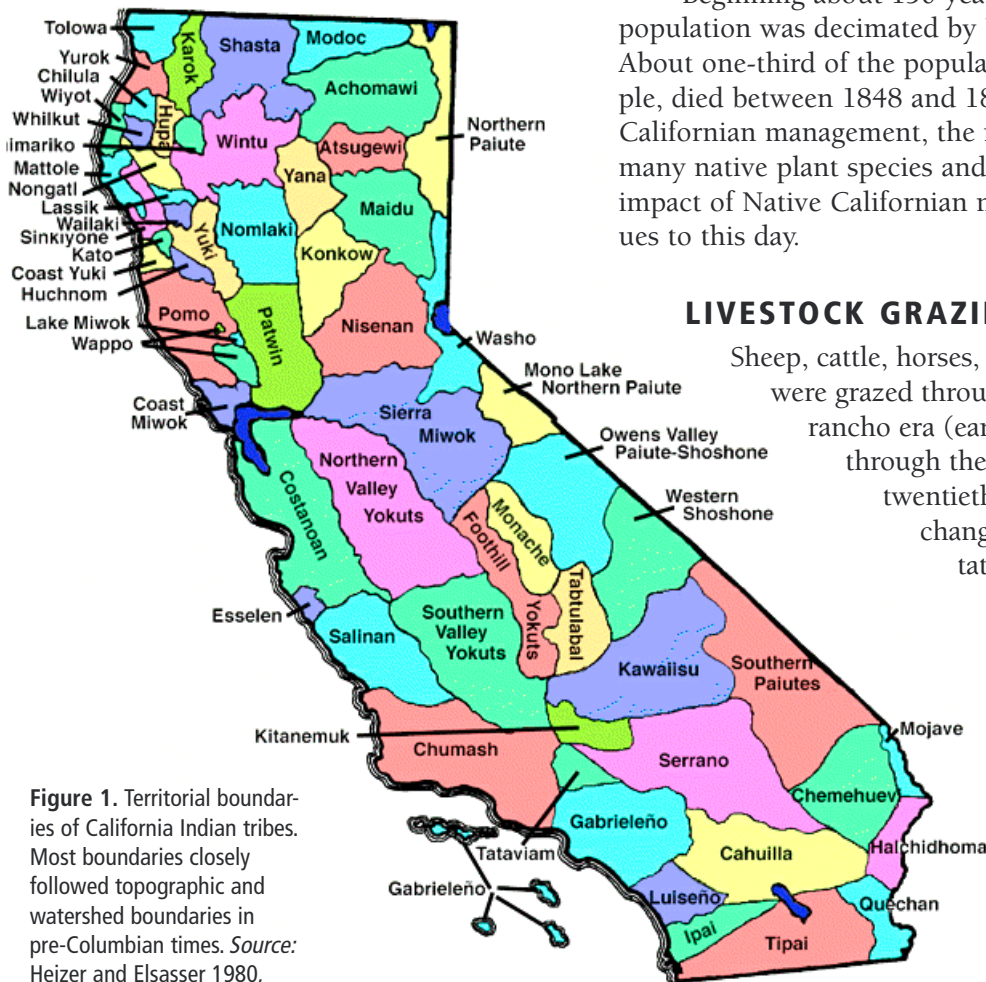 Beginning about 150 yea
population was decimated by
About one-third of the popula
ple, died between 1848 and 18
Californian management, the
many native plant species and
impact of Native Californian
ues to this day.
LIVESTOCK GRAZI
Sheep, cattle, horses,
were grazed throu
rancho era (ear
through the
twentieth
chang
tat
Tolowa
Yurok
Chilula
Wiyot
Whilkut
imariko
Mattole
Nongatl
Lassik
Wailaki
Sinkiyone
Kato
Coast Yuki
Huchnom
Lake Miwok
Wappo
Coast
Miwok
Karok
Shasta
Modoc
Achomawi
Northern
Paiute
Hupa
Wintu
Atsugewi
Yana
Maidu
Nomlaki
Yuki
Konkow
Pomo
Patwin
Nisenan
Washo
Mono Lake
Northern Paiute
Sierra
Miwok
Owens Valley
Paiute-Shoshone
Western
Shoshone
Costanoan
Northern
Valley
Yokuts
Foothill
Yokuts
Monache
Tabtulabal
Esselen
Salinan
Southern
Valley
Yokuts
Kawaiisu
Southern
Paiutes
Kitanemuk
Chumash
Serrano
Mojave
Chemehuevi
Gabrieleño
Tataviam
Cahuilla
Halchidhoma
Gabrieleño
Luiseño
Quechan
Ipai
Tipai
Figure 1. Territorial boundar-
ies of California Indian tribes.
Most boundaries closely
followed topographic and
watershed boundaries in
pre-Columbian times. Source:
Heizer and Elsasser 1980,